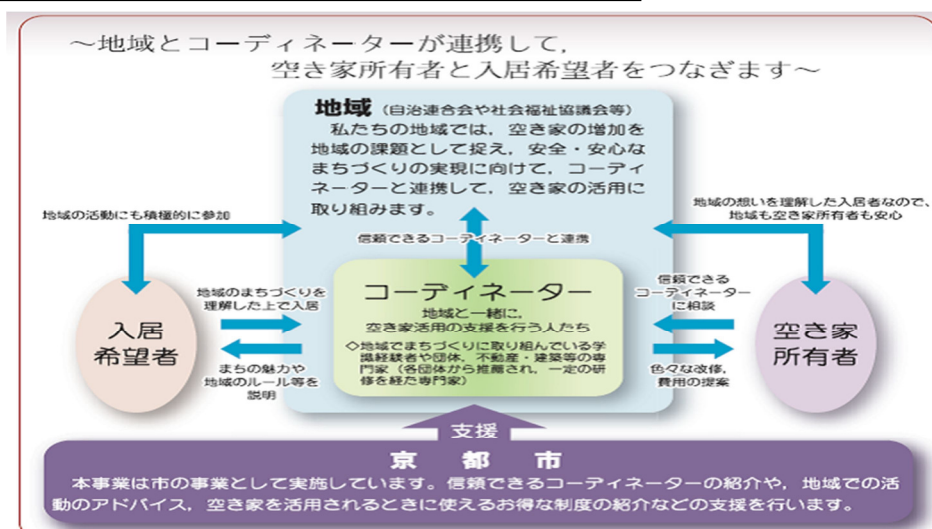 ～地域とコーディネーターが連携して，
空き家所有者と入居希望者をつなぎます～
地域（自治連合会や社会福祉協議会等）
私たちの地域では，空き家の増加を
地域の課題として捉え，安全・安心な
まちづくりの実現に向けて，コーディ
ネーターと連携して，空き家の活用に
取り組みます。
地域の活動にも積極的に参加
地域の想いを理解した入居者なので，
地域も空き家所有者も安心
信頼できるコーディネーターと連携
入居
希望者
地域のまちづくりを
理解した上で入居
まちの魅力や
地域のルール等を
説明
コーディネーター
地域と一緒に，
空き家活用の支援を行う人たち
◇地域でまちづくりに取り組んでいる学
識経験者や団体，不動産・建築等の専
門家（各団体から推薦され，一定の研
修を経た専門家）
信頼できる
コーディネーター
に相談
色々な改修，
費用の提案
空き家
所有者
支援
京都市
本事業は市の事業として実施しています。信頼できるコーディネーターの紹介や，地域での活
動のアドバイス，空き家を活用されるときに使えるお得な制度の紹介などの支援を行います。